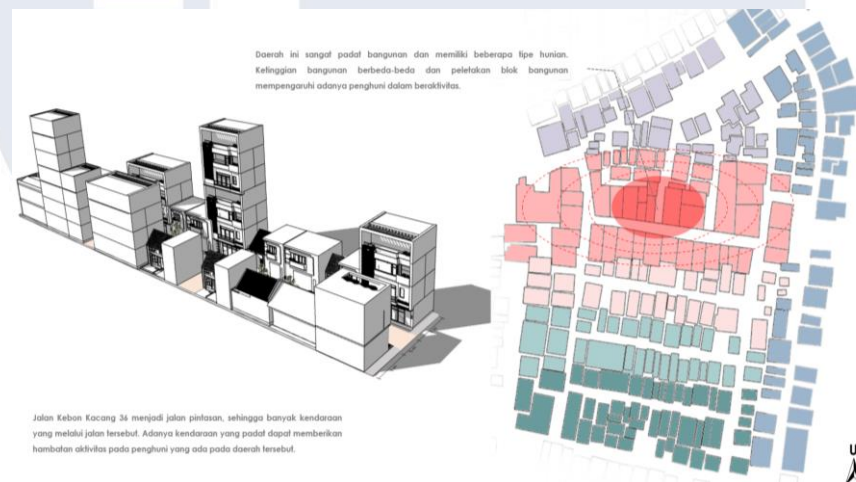 Daerah ini sangat padat bangunan dan memiliki beberapa tipe hunian.
Ketinggian bangunan berbeda-beda dan peletakan blok bangunan
mempengaruhi adanya penghuni dalam beraktivitas.
Jalan Kebon Kacang 36 menjadi jalan pintasan, sehingga banyak kendaraan
yang melalui jalan tersebut. Adanya kendaraan yang padat dapat memberikan
hambatan aktivitas pada penghuni yang ada pada daerah tersebut.
U